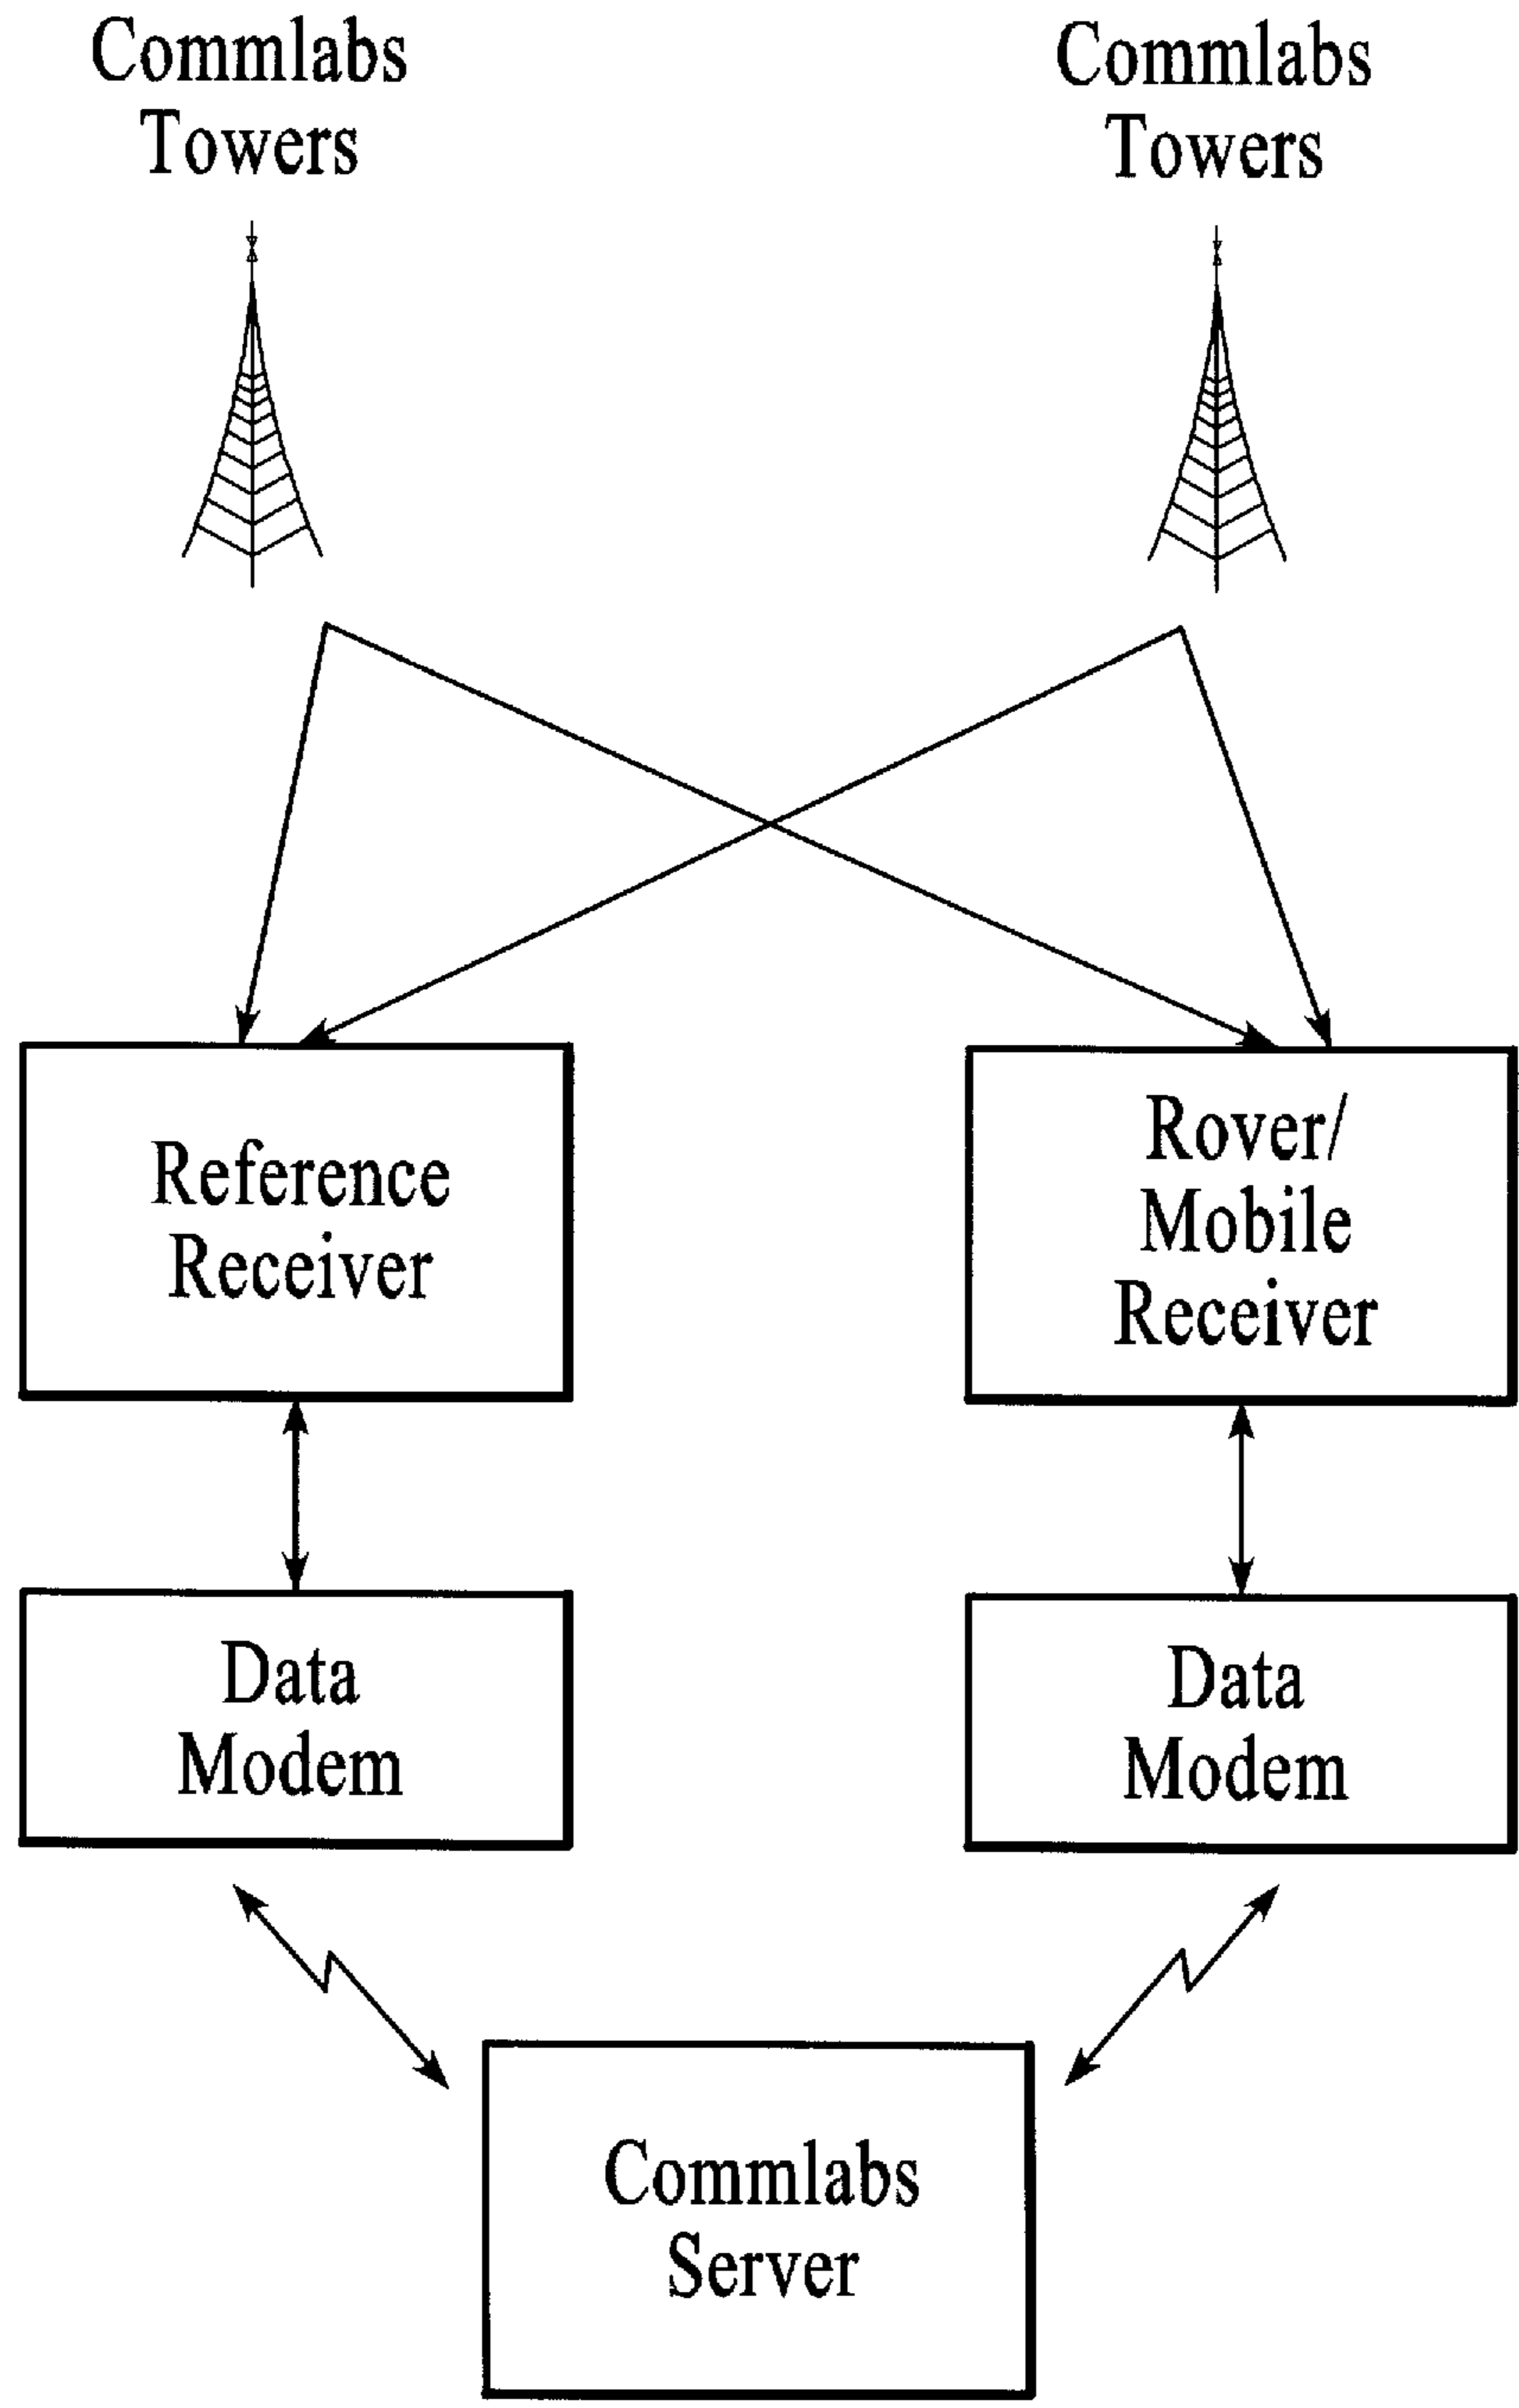 Commlabs
Towers
Commlabs
Towers
Reference
Receiver
Rover/
Mobile
Receiver
Data
Modem
Data
Modem
Commlabs
Server